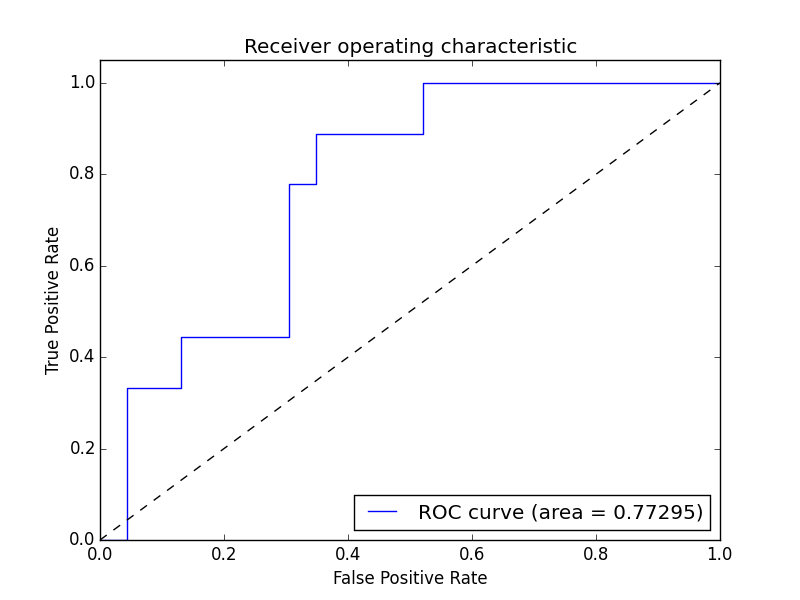 Receiver operating characteristic
1.0
0.8
0.6
0.4
0.2
0.0
True Positive Rate
ROC curve (area = 0.77295)
0.0 0.2 0.4 0.6 0.8 1.0
False Positive Rate